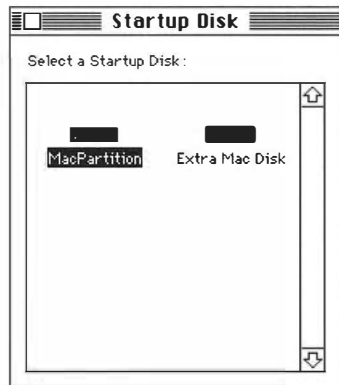 Startup Disk
Select a Startup Disk :
MacPartition
Extra Mac Disk